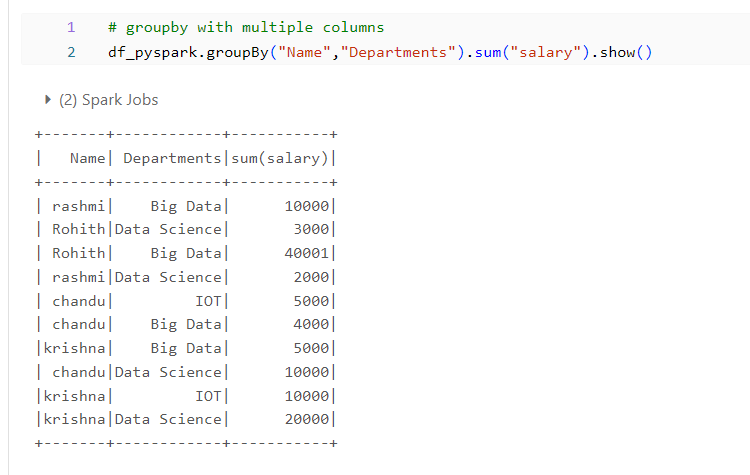 1 # groupby with multiple columns
2 df_pyspark.groupBy("Name","Departments").sum("salary").show()
(2) Spark Jobs
+-------+------------+-----------+
|   Name| Departments|sum(salary)|
+-------+------------+-----------+
| rashmi|    Big Data|      10000|
| Rohith|Data Science|       3000|
| Rohith|    Big Data|      40001|
| rashmi|Data Science|       2000|
| chandu|         IOT|       5000|
| chandu|    Big Data|       4000|
|krishna|    Big Data|       5000|
| chandu|Data Science|      10000|
|krishna|         IOT|      10000|
|krishna|Data Science|      20000|
+-------+------------+-----------+